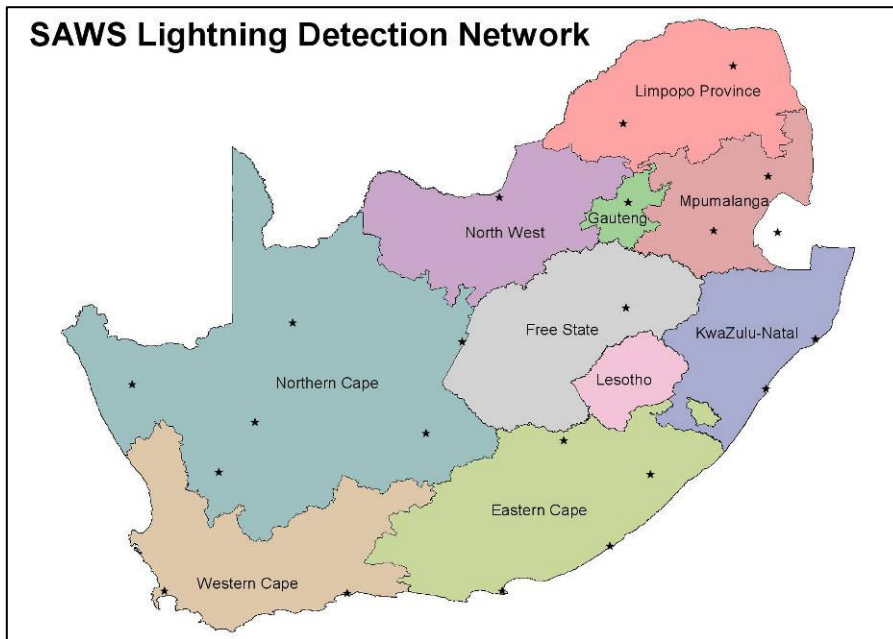 SAWS Lightning Detection Network
Limpopo Province
Mpumalanga
Gauteng
North West
Free State
KwaZulu-Natal
Lesotho
Northern Cape
Eastern Cape
Western Cape